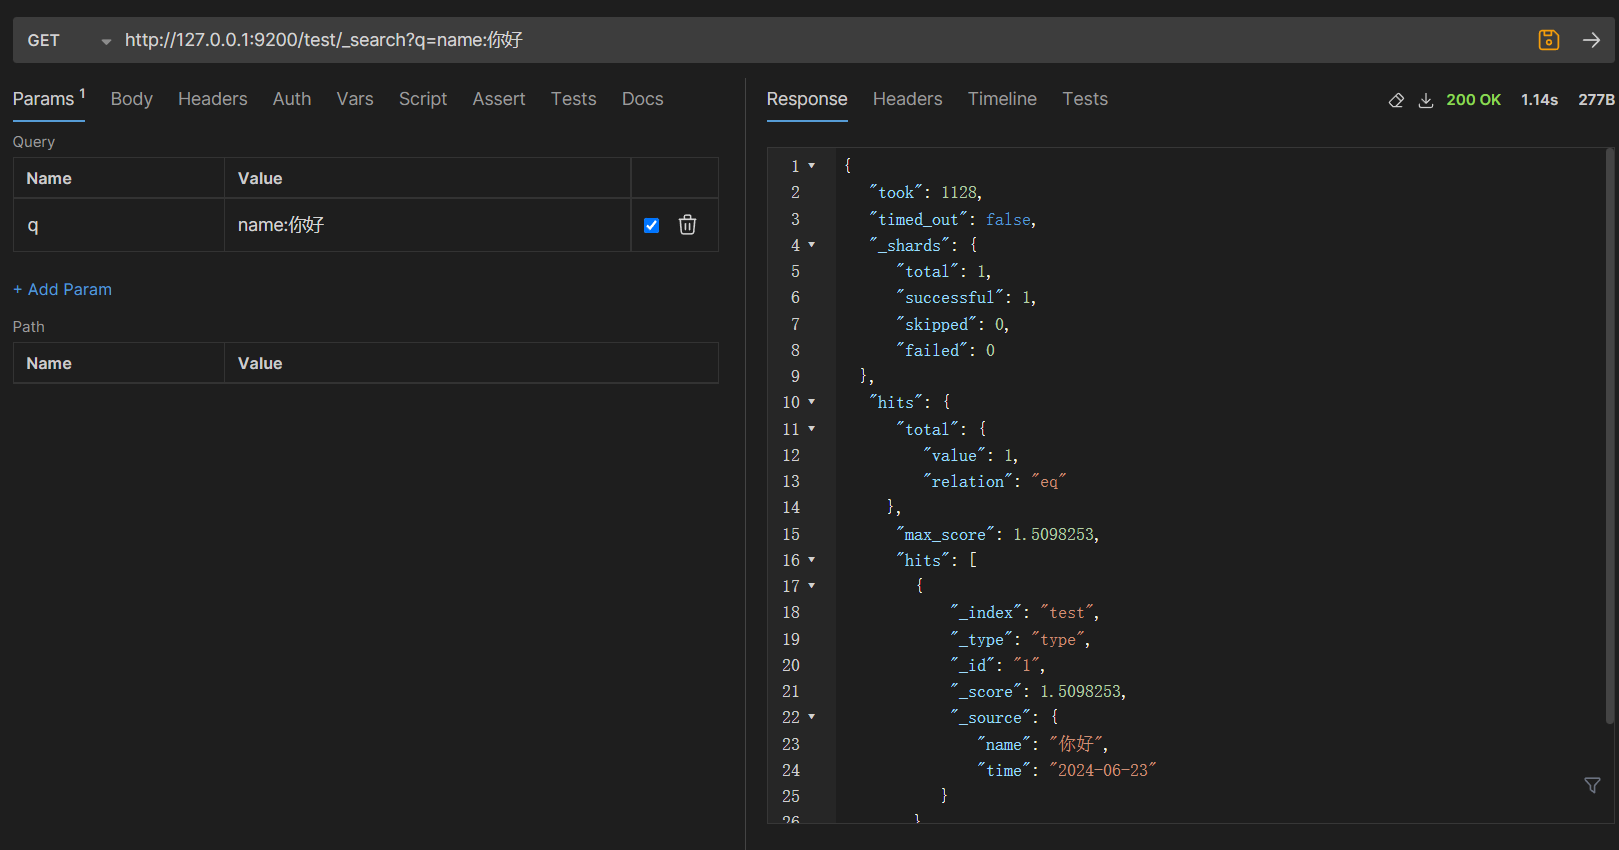 GET http://127.0.0.1:9200/test/_search?q=name:你好
Params 1 Body Headers Auth Vars Script Assert Tests Docs
Query
Name Value
q name:你好
+ Add Param
Path
Name Value
Response Headers Timeline Tests 200 OK 1.14s 277B
1 {
2 "took": 1128,
3 "timed_out": false,
4 "_shards": {
5 "total": 1,
6 "successful": 1,
7 "skipped": 0,
8 "failed": 0
9 },
10 "hits": {
11 "total": {
12 "value": 1,
13 "relation": "eq"
14 },
15 "max_score": 1.5098253,
16 "hits": [
17 {
18 "_index": "test",
19 "_type": "type",
20 "_id": "1",
21 "_score": 1.5098253,
22 "_source": {
23 "name": "你好",
24 "time": "2024-06-23"
25 }
26 }